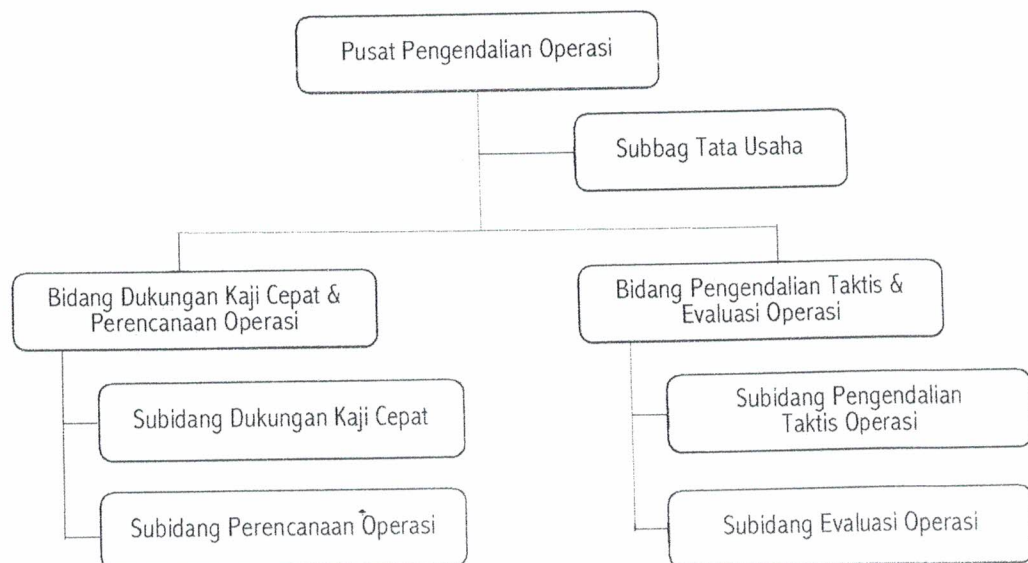 Pusat Pengendalian Operasi
Subbag Tata Usaha
Bidang Dukungan Kaji Cepat &
Perencanaan Operasi
Bidang Pengendalian Taktis &
Evaluasi Operasi
Subidang Dukungan Kaji Cepat
Subidang Pengendalian
Taktis Operasi
Subidang Perencanaan Operasi
Subidang Evaluasi Operasi